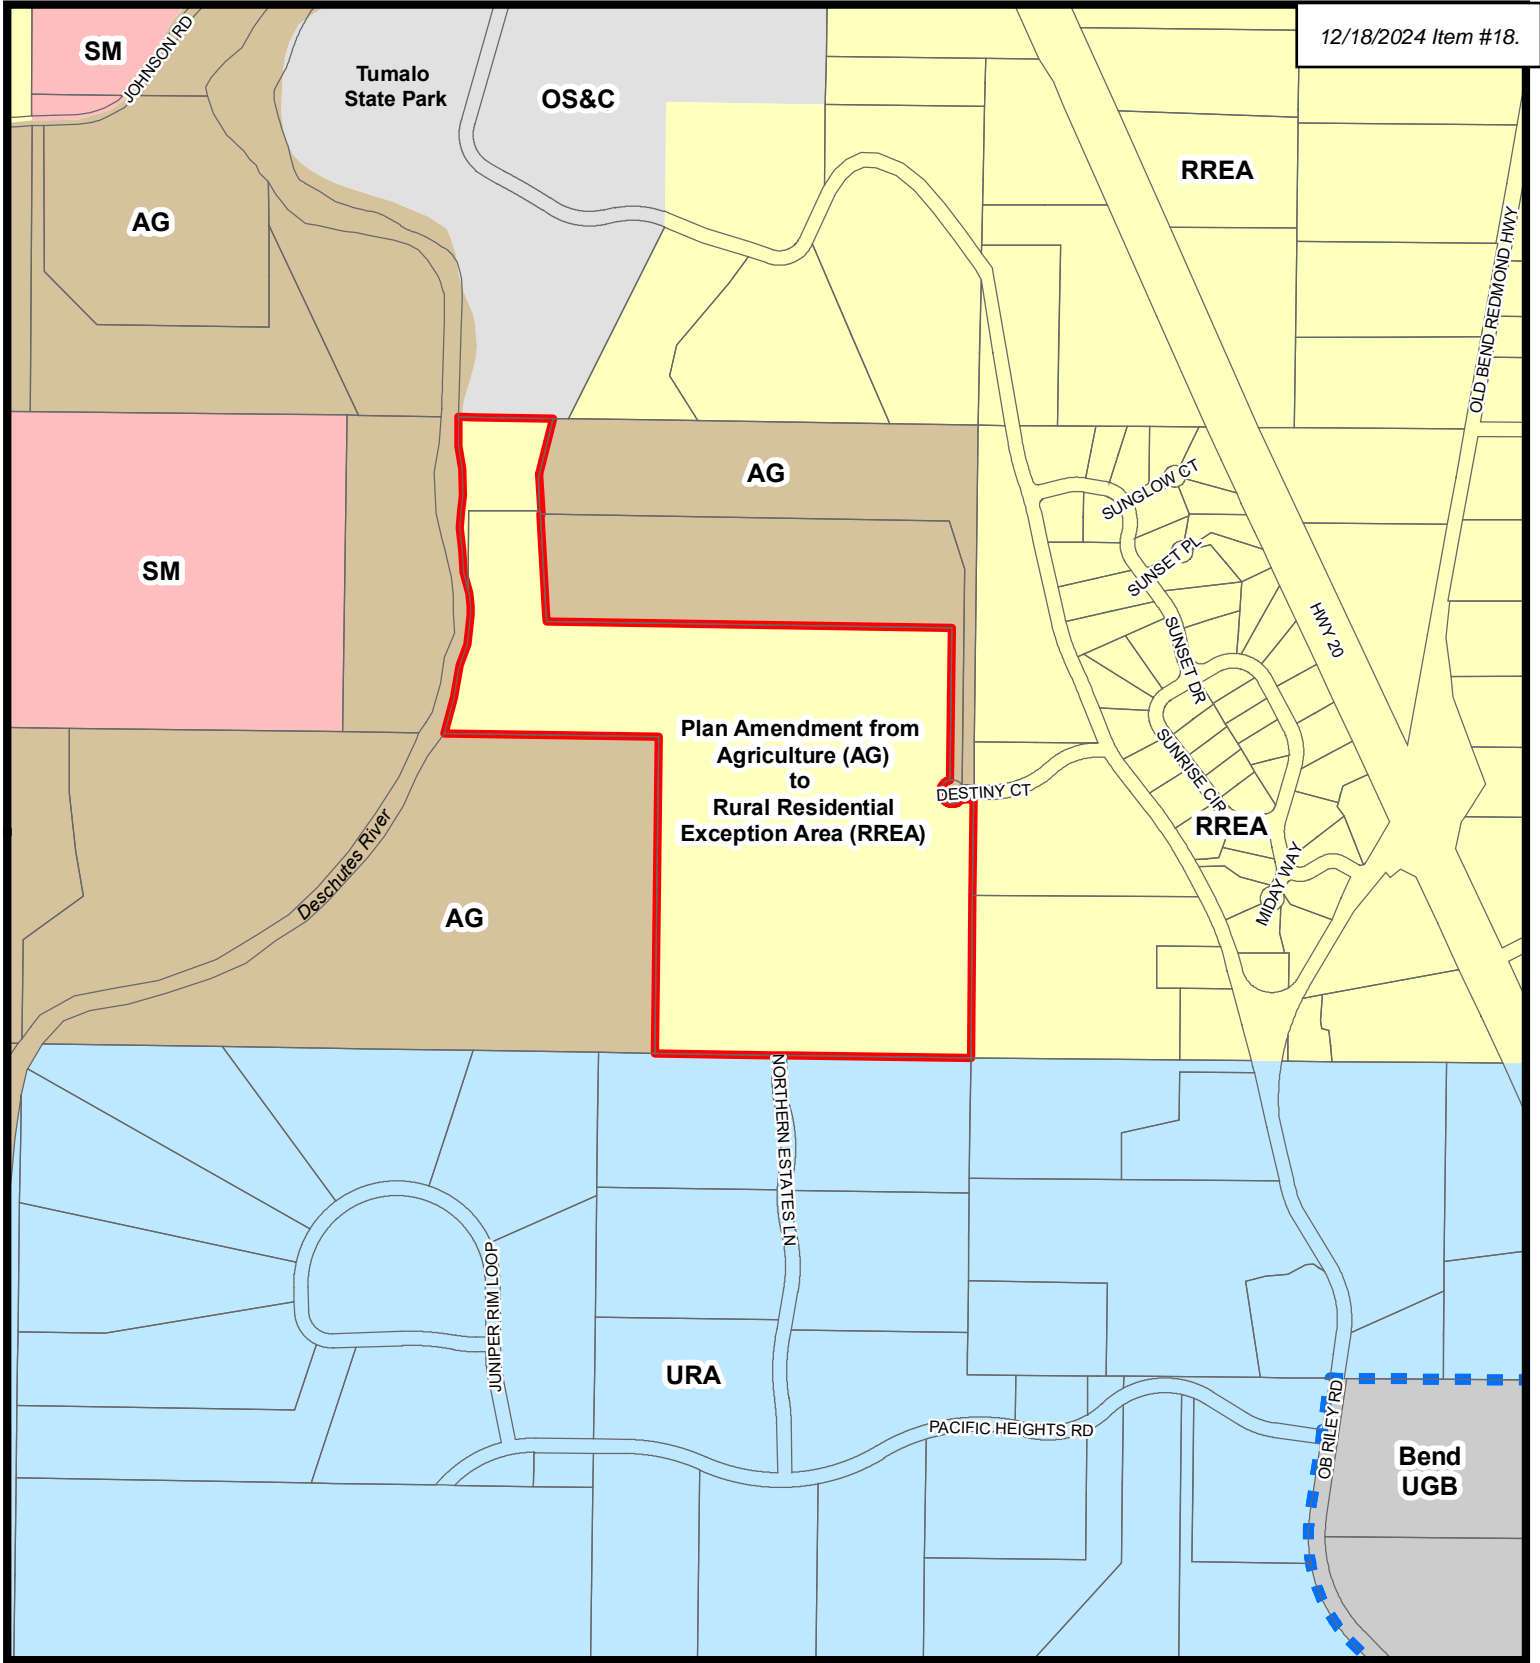 12/18/2024 Item #18.
SM
JOHNSON RD
Tumalo
State Park
OS&C
RREA
AG
OLD BEND REDMOND HWY
AG
SUNGLOW CT
SM
SUNSET PL
HWY 20
SUNSET DR
Plan Amendment from
Agriculture (AG)
to
Rural Residential
Exception Area (RREA)
SUNRISE CIR
DESTINY CT
RREA
Deschutes River
MIDAY WAY
AG
NORTHERN ESTATES LN
JUNIPER RIM LOOP
URA
PACIFIC HEIGHTS RD
OB RILEY RD
Bend
UGB